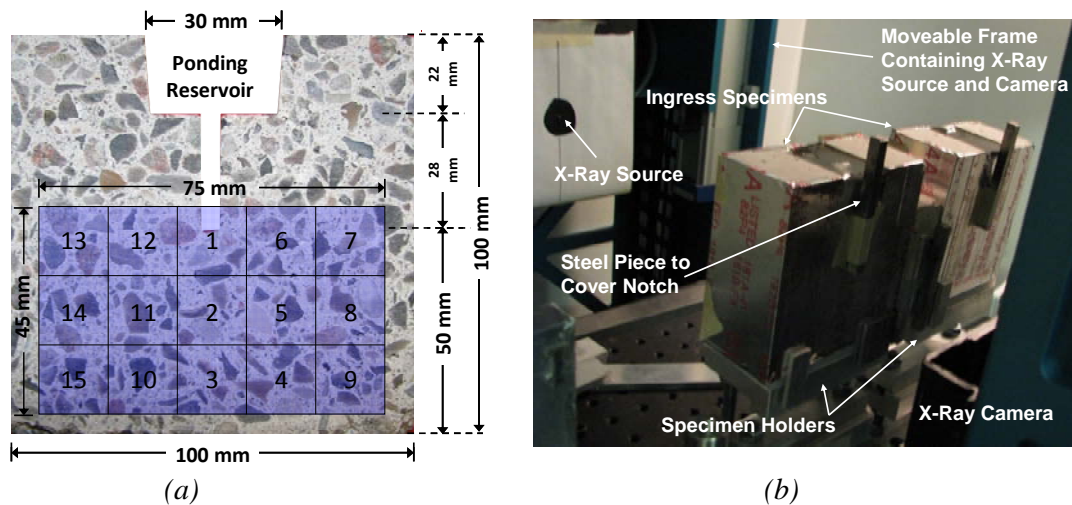 30 mm
Ponding
Reservoir
22
mm
28
mm
75 mm
100 mm
13 12 1 6 7
14 11 2 5 8
15 10 3 4 9
45 mm
50 mm
100 mm
(a)
Moveable Frame
Containing X-Ray
Source and Camera
Ingress Specimens
X-Ray Source
Steel Piece to
Cover Notch
Specimen Holders
X-Ray Camera
(b)